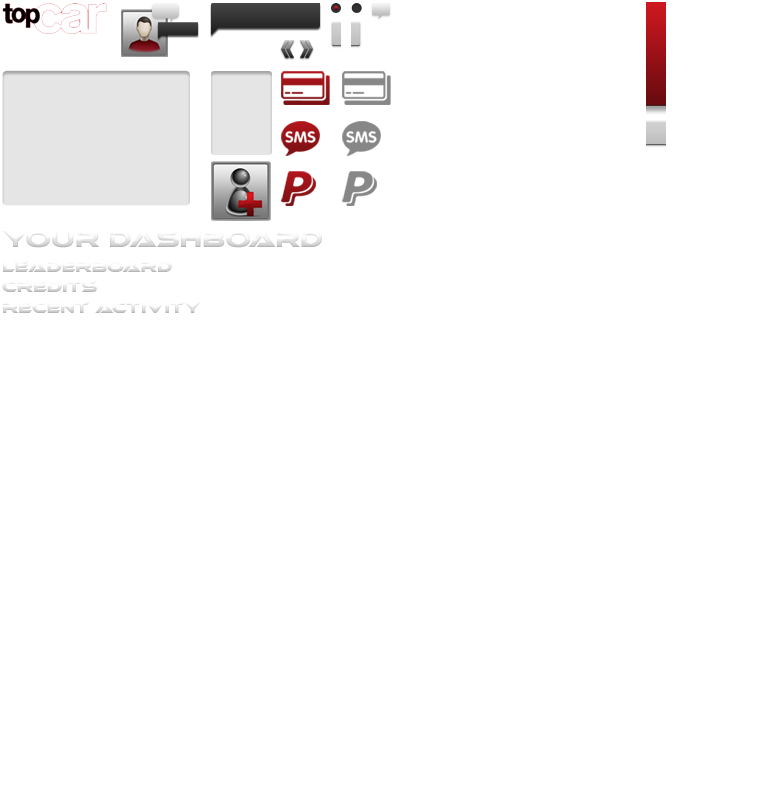 topcar
SMS SMS
P P
YOUR DASHBOARD
LEADERBOARD
CREDITS
RECENT ACTIVITY